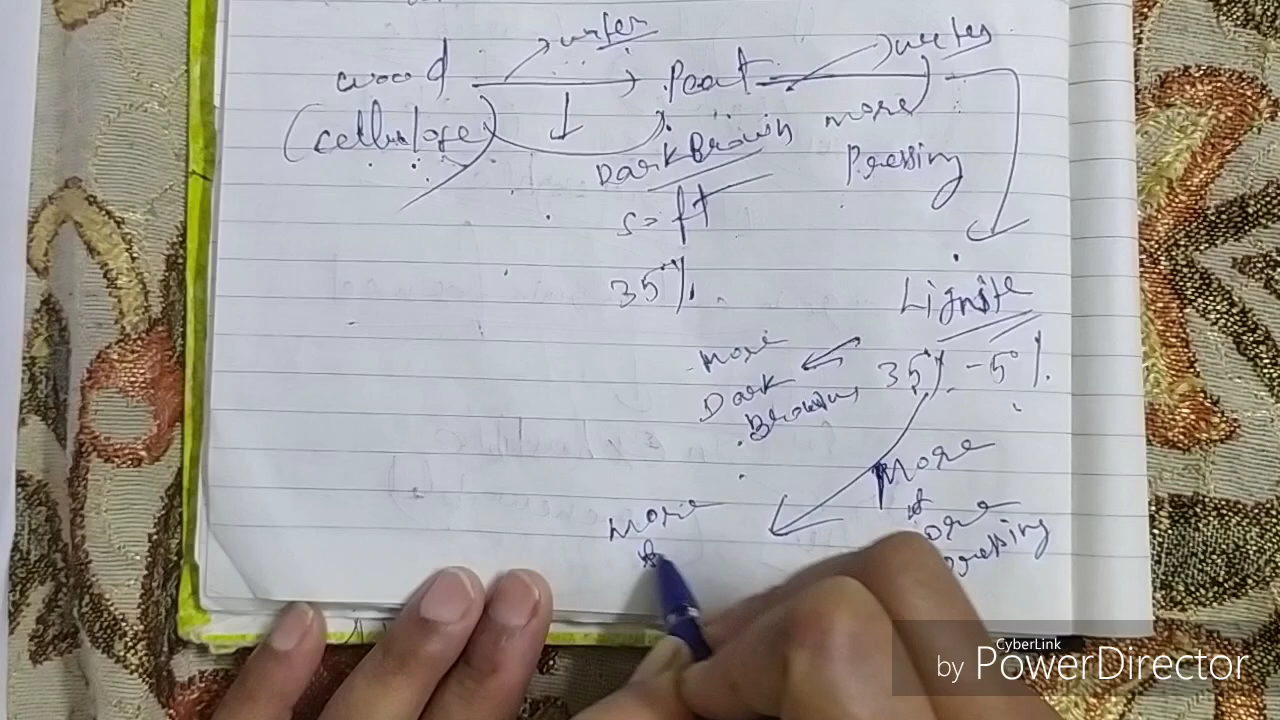 water
water
wood
Peat
(cellulose)
more
Pressing
Dark Brown
soft
35%.
Lignite
35% - 5%.
more
Dark
Brown
More
&
more
pressing
More
&
CyberLink
by PowerDirector